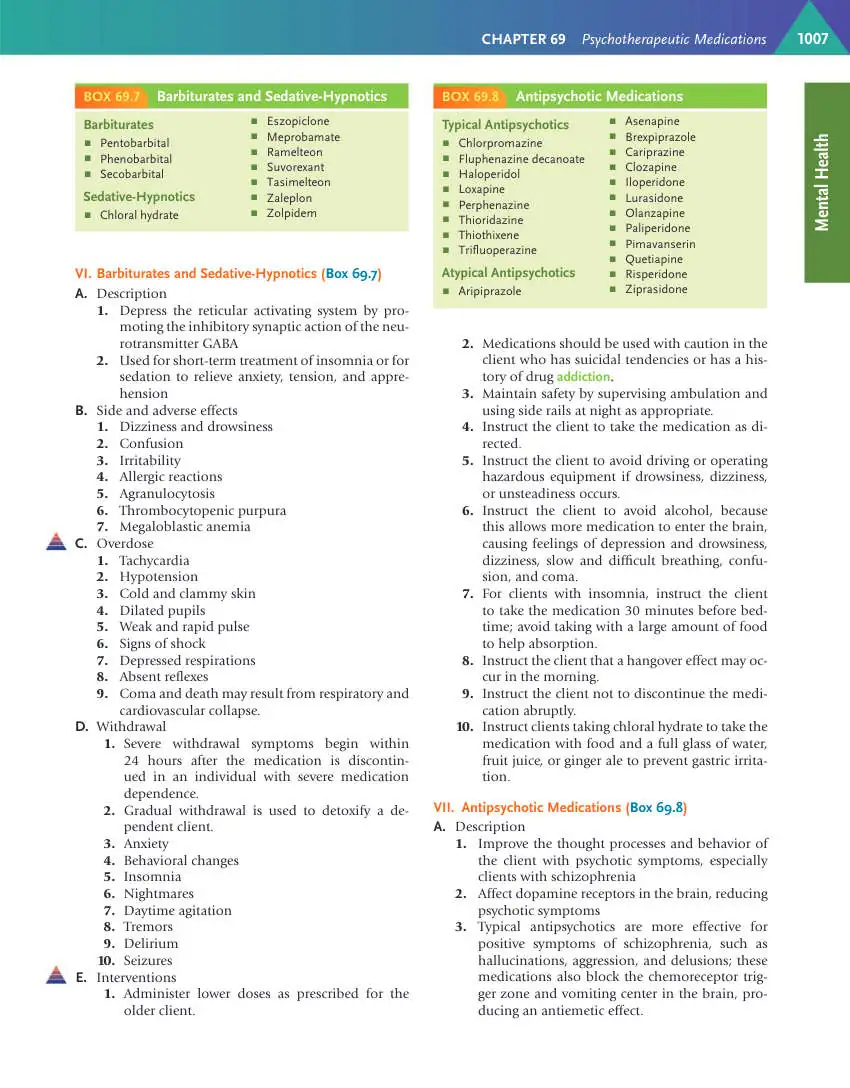 CHAPTER 69 Psychotherapeutic Medications 1007
Mental Health
BOX 69.7 Barbiturates and Sedative-Hypnotics
Barbiturates
■ Pentobarbital
■ Phenobarbital
■ Secobarbital
Sedative-Hypnotics
■ Chloral hydrate
■ Eszopiclone
■ Meprobamate
■ Ramelteon
■ Suvorexant
■ Tasimelteon
■ Zaleplon
■ Zolpidem
VI. Barbiturates and Sedative-Hypnotics (Box 69.7)
A. Description
1. Depress the reticular activating system by pro-
moting the inhibitory synaptic action of the neu-
rotransmitter GABA
2. Used for short-term treatment of insomnia or for
sedation to relieve anxiety, tension, and appre-
hension
B. Side and adverse effects
1. Dizziness and drowsiness
2. Confusion
3. Irritability
4. Allergic reactions
5. Agranulocytosis
6. Thrombocytopenic purpura
7. Megaloblastic anemia
C. Overdose
1. Tachycardia
2. Hypotension
3. Cold and clammy skin
4. Dilated pupils
5. Weak and rapid pulse
6. Signs of shock
7. Depressed respirations
8. Absent reflexes
9. Coma and death may result from respiratory and
cardiovascular collapse.
D. Withdrawal
1. Severe withdrawal symptoms begin within
24 hours after the medication is discontin-
ued in an individual with severe medication
dependence.
2. Gradual withdrawal is used to detoxify a de-
pendent client.
3. Anxiety
4. Behavioral changes
5. Insomnia
6. Nightmares
7. Daytime agitation
8. Tremors
9. Delirium
10. Seizures
E. Interventions
1. Administer lower doses as prescribed for the
older client.
BOX 69.8 Antipsychotic Medications
Typical Antipsychotics
■ Chlorpromazine
■ Fluphenazine decanoate
■ Haloperidol
■ Loxapine
■ Perphenazine
■ Thioridazine
■ Thiothixene
■ Trifluoperazine
Atypical Antipsychotics
■ Aripiprazole
■ Asenapine
■ Brexpiprazole
■ Cariprazine
■ Clozapine
■ Iloperidone
■ Lurasidone
■ Olanzapine
■ Paliperidone
■ Pimavanserin
■ Quetiapine
■ Risperidone
■ Ziprasidone
2. Medications should be used with caution in the
client who has suicidal tendencies or has a his-
tory of drug addiction.
3. Maintain safety by supervising ambulation and
using side rails at night as appropriate.
4. Instruct the client to take the medication as di-
rected.
5. Instruct the client to avoid driving or operating
hazardous equipment if drowsiness, dizziness,
or unsteadiness occurs.
6. Instruct the client to avoid alcohol, because
this allows more medication to enter the brain,
causing feelings of depression and drowsiness,
dizziness, slow and difficult breathing, confu-
sion, and coma.
7. For clients with insomnia, instruct the client
to take the medication 30 minutes before bed-
time; avoid taking with a large amount of food
to help absorption.
8. Instruct the client that a hangover effect may oc-
cur in the morning.
9. Instruct the client not to discontinue the medi-
cation abruptly.
10. Instruct clients taking chloral hydrate to take the
medication with food and a full glass of water,
fruit juice, or ginger ale to prevent gastric irrita-
tion.
VII. Antipsychotic Medications (Box 69.8)
A. Description
1. Improve the thought processes and behavior of
the client with psychotic symptoms, especially
clients with schizophrenia
2. Affect dopamine receptors in the brain, reducing
psychotic symptoms
3. Typical antipsychotics are more effective for
positive symptoms of schizophrenia, such as
hallucinations, aggression, and delusions; these
medications also block the chemoreceptor trig-
ger zone and vomiting center in the brain, pro-
ducing an antiemetic effect.